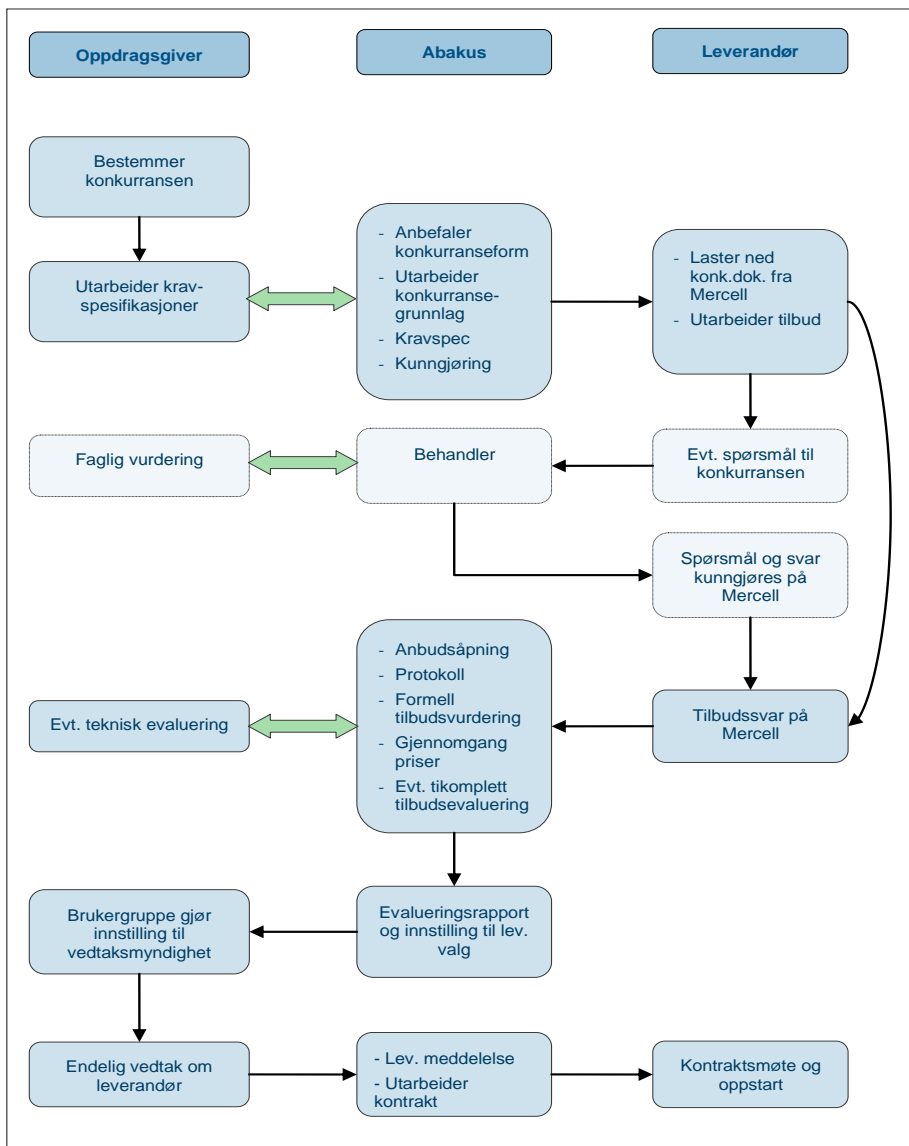 Oppdragsgiver
Abakus
Leverandør
Bestemmer
konkurransen
Utarbeider krav-
spesifikasjoner
- Anbefaler
konkurranseform
- Utarbeider
konkurranse-
grunnlag
- Kravspec
- Kunngjøring
- Laster ned
konk.dok. fra
Mercell
- Utarbeider tilbud
Faglig vurdering
Behandler
Evt. spørsmål til
konkurransen
Spørsmål og svar
kunngjøres på
Mercell
Evt. teknisk evaluering
- Anbudsåpning
- Protokoll
- Formell
tilbudsvurdering
- Gjennomgang
priser
- Evt. tikomplett
tilbudsevaluering
Tilbudssvar på
Mercell
Brukergruppe gjør
innstilling til
vedtaksmyndighet
Evalueringsrapport
og innstilling til lev.
valg
Endelig vedtak om
leverandør
- Lev. meddelelse
- Utarbeider
kontrakt
Kontraktsmøte og
oppstart